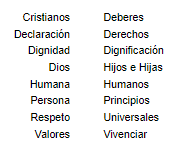 Cristianos Deberes
Declaración Derechos
Dignidad Dignificación
Dios Hijos e Hijas
Humana Humanos
Persona Principios
Respeto Universales
Valores Vivenciar